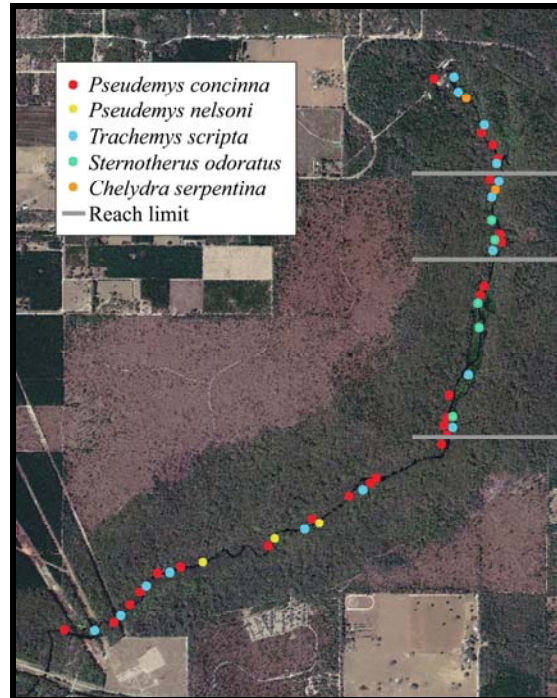 Pseudemys concinna
Pseudemys nelsoni
Trachemys scripta
Sternotherus odoratus
Chelydra serpentina
Reach limit